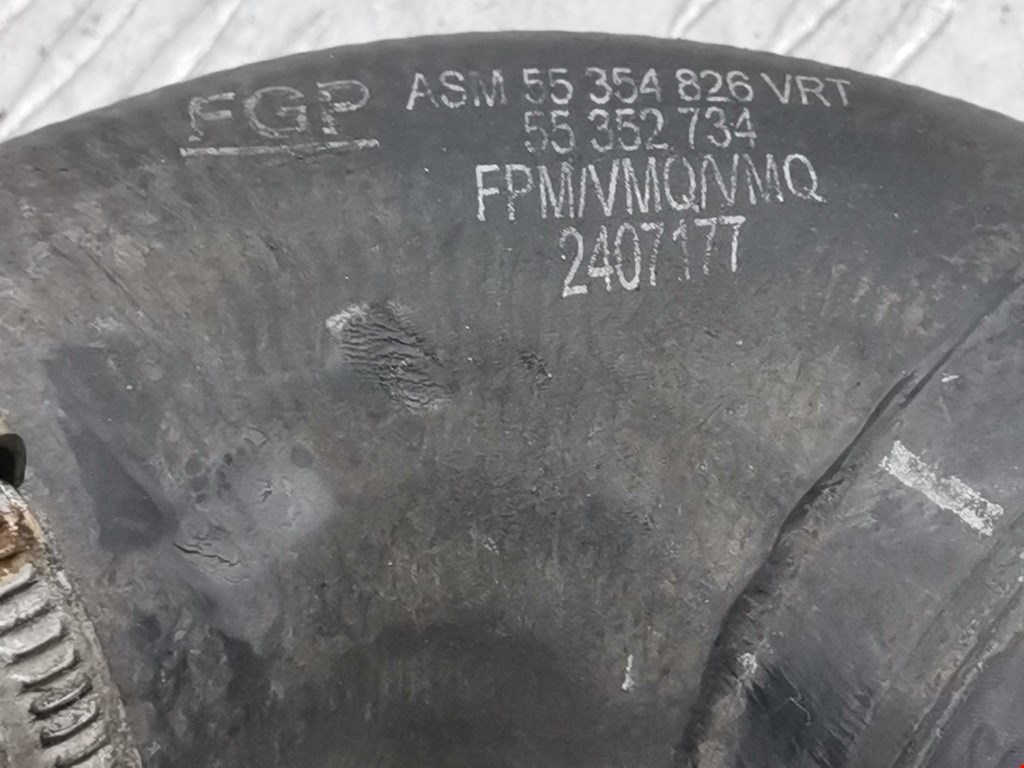 FGP ASM 55 354 826 VRT
55 352 734
FPM/VMQ/VMQ
2407177